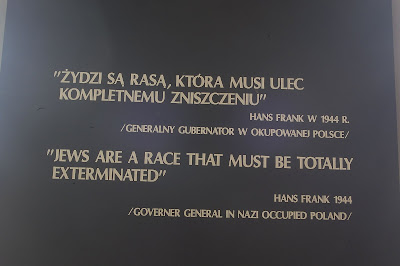 "ŻYDZI SĄ RASĄ, KTÓRA MUSI ULEC
KOMPLETNEMU ZNISZCZENIU"
HANS FRANK W 1944 R.
/GENERALNY GUBERNATOR W OKUPOWANEJ POLSCE/
"JEWS ARE A RACE THAT MUST BE TOTALLY
EXTERMINATED"
HANS FRANK 1944
/GOVERNER GENERAL IN NAZI OCCUPIED POLAND/